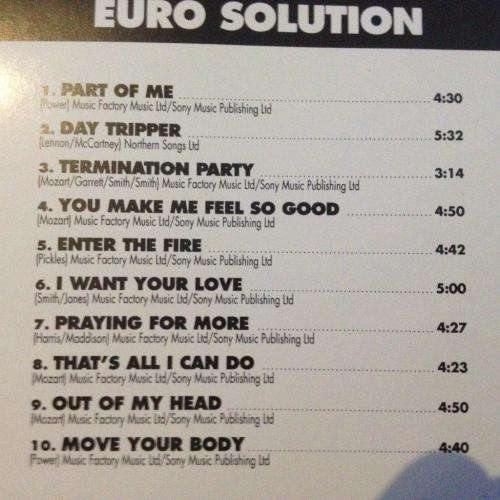 EURO SOLUTION
1. PART OF ME 4:30
(Power) Music Factory Music Ltd/Sony Music Publishing Ltd
2. DAY TRIPPER 5:32
(Lennon/McCartney) Northern Songs Ltd
3. TERMINATION PARTY 3:14
(Mozart/Garrett/Smith/Smith) Music Factory Music Ltd/Sony Music Publishing Ltd
4. YOU MAKE ME FEEL SO GOOD 4:50
(Mozart) Music Factory Music Ltd/Sony Music Publishing Ltd
5. ENTER THE FIRE 4:42
(Pickles) Music Factory Music Ltd/Sony Music Publishing Ltd
6. I WANT YOUR LOVE 5:00
(Smith/Janes) Music Factory Music Ltd/Sony Music Publishing Ltd
7. PRAYING FOR MORE 4:27
(Harris/Maddison) Music Factory Music Ltd/Sony Music Publishing Ltd
8. THAT'S ALL I CAN DO 4:23
(Mozart) Music Factory Music Ltd/Sony Music Publishing Ltd
9. OUT OF MY HEAD 4:50
(Mozart) Music Factory Music Ltd/Sony Music Publishing Ltd
10. MOVE YOUR BODY 4:40
(Power) Music Factory Music Ltd/Sony Music Publishing Ltd